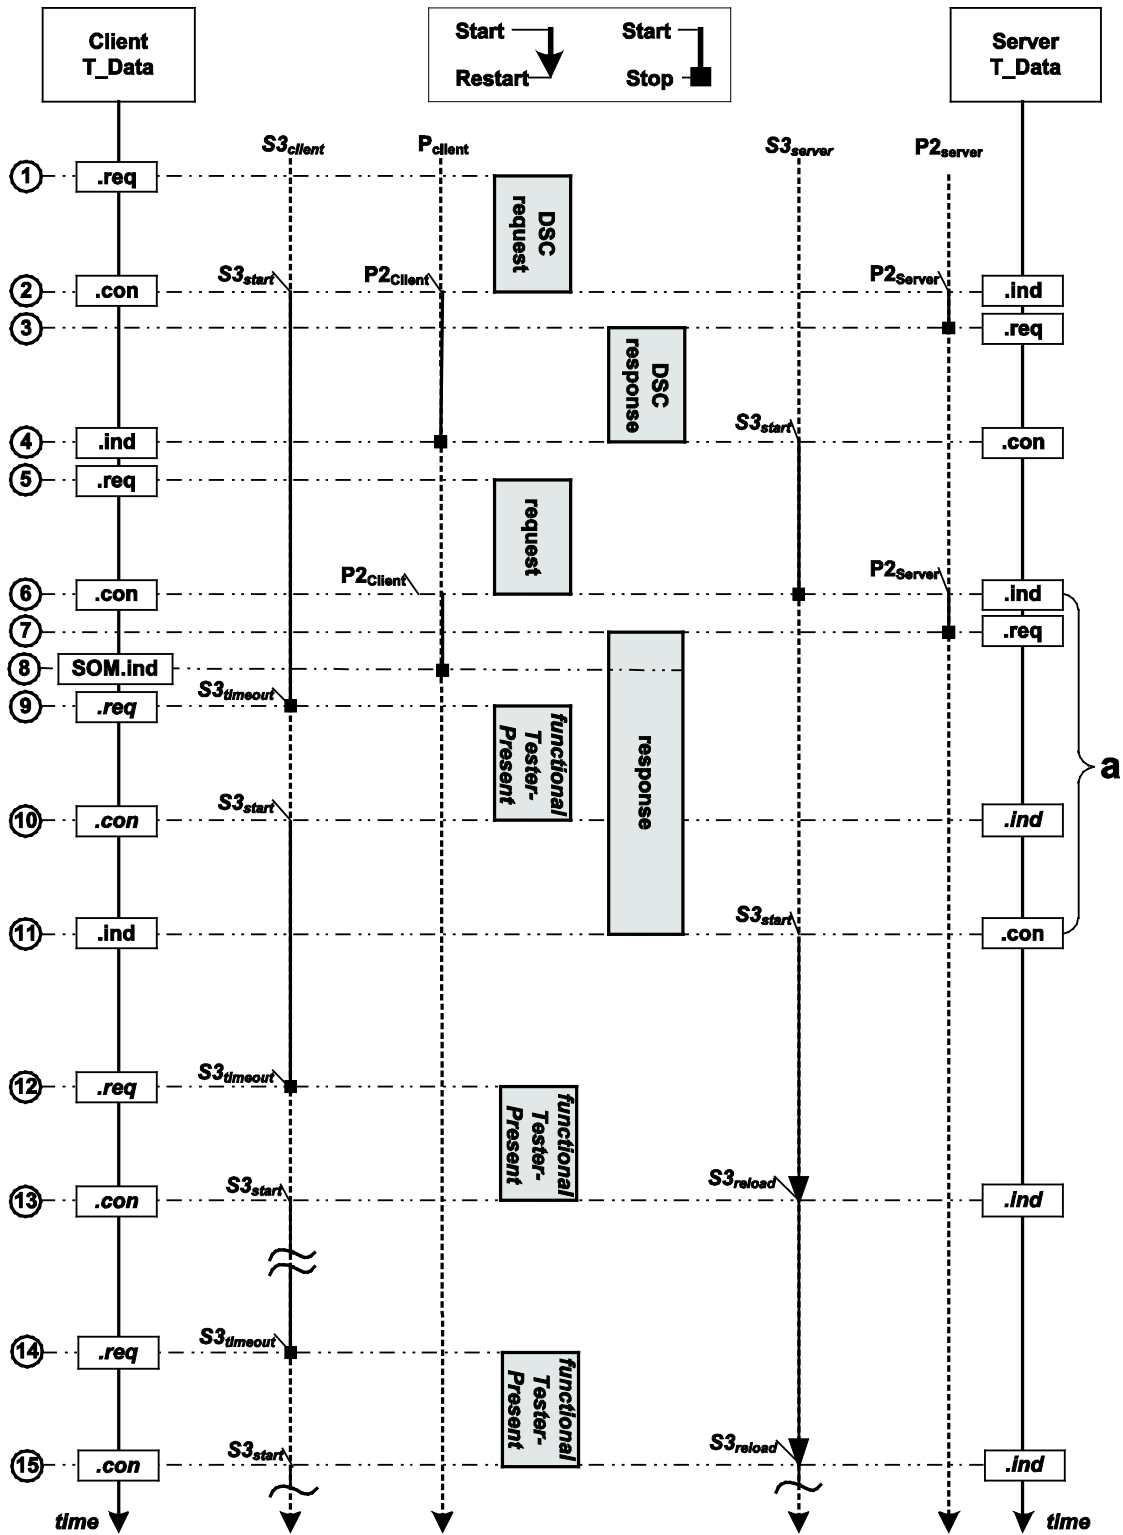 Client
T_Data
Start
Restart
Start
Stop
Server
T_Data
S3client
Pclient
S3server
P2server
1
.req
DSC
request
2
.con
S3start
P2Client
P2Server
.ind
3
.req
DSC
response
4
.ind
S3start
.con
5
.req
request
6
.con
P2Client
P2Server
.ind
7
.req
8
SOM.ind
response
9
.req
S3timeout
functional
Tester-
Present
a
10
.con
S3start
.ind
11
.ind
S3start
.con
12
.req
S3timeout
functional
Tester-
Present
13
.con
S3start
S3reload
.ind
14
.req
S3timeout
functional
Tester-
Present
15
.con
S3start
S3reload
.ind
time
time